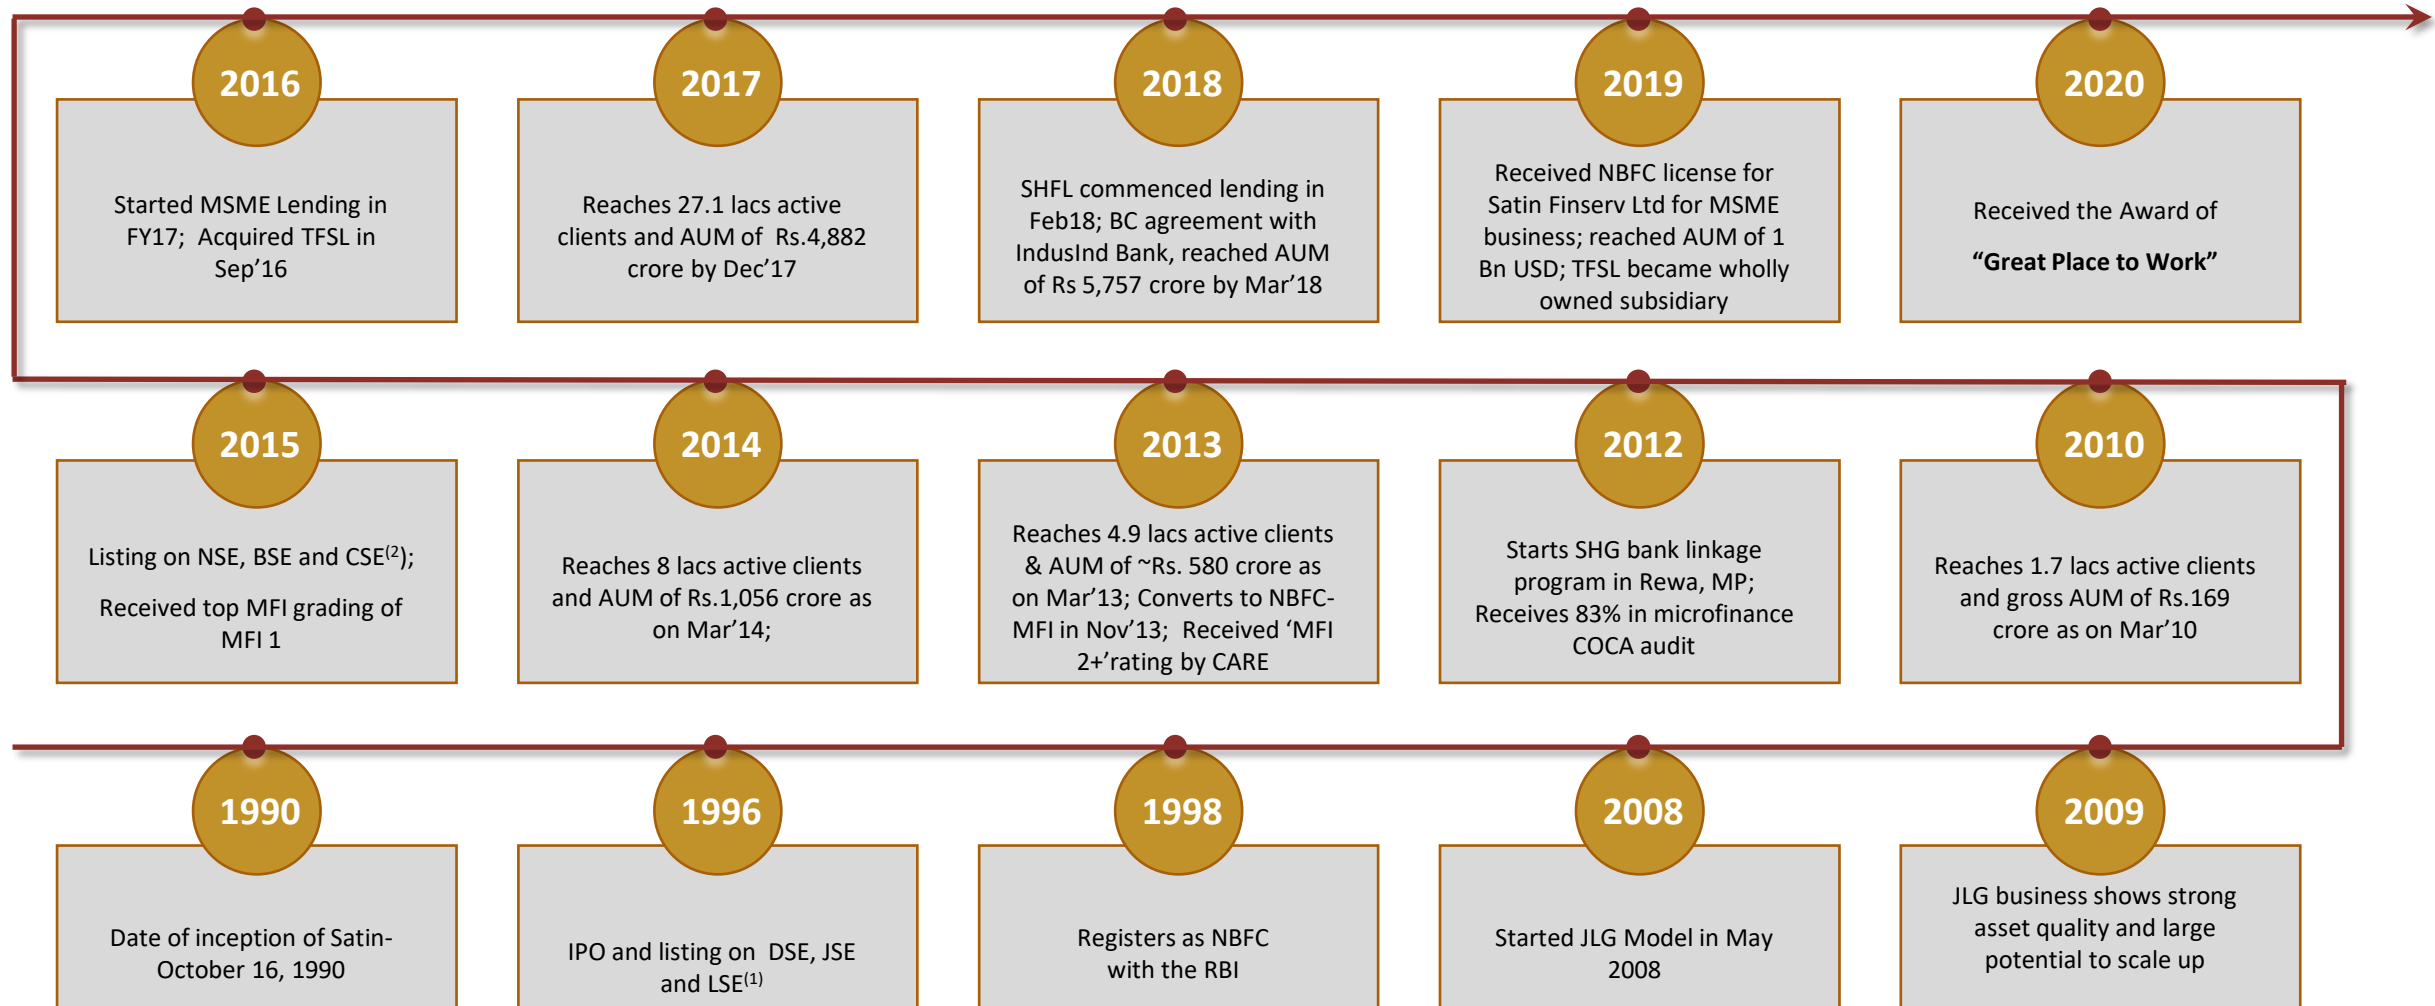 2016
Started MSME Lending in
FY17; Acquired TFSL in
Sep’16
2017
Reaches 27.1 lacs active
clients and AUM of Rs.4,882
crore by Dec’17
2018
SHFL commenced lending in
Feb18; BC agreement with
IndusInd Bank, reached AUM
of Rs 5,757 crore by Mar’18
2019
Received NBFC license for
Satin Finserv Ltd for MSME
business; reached AUM of 1
Bn USD; TFSL became wholly
owned subsidiary
2020
Received the Award of
“Great Place to Work”
2015
Listing on NSE, BSE and CSE(2);
Received top MFI grading of
MFI 1
2014
Reaches 8 lacs active clients
and AUM of Rs.1,056 crore as
on Mar’14;
2013
Reaches 4.9 lacs active clients
& AUM of ~Rs. 580 crore as
on Mar’13; Converts to NBFC-
MFI in Nov’13; Received ‘MFI
2+’rating by CARE
2012
Starts SHG bank linkage
program in Rewa, MP;
Receives 83% in microfinance
COCA audit
2010
Reaches 1.7 lacs active clients
and gross AUM of Rs.169
crore as on Mar’10
1990
Date of inception of Satin-
October 16, 1990
1996
IPO and listing on DSE, JSE
and LSE(1)
1998
Registers as NBFC
with the RBI
2008
Started JLG Model in May
2008
2009
JLG business shows strong
asset quality and large
potential to scale up